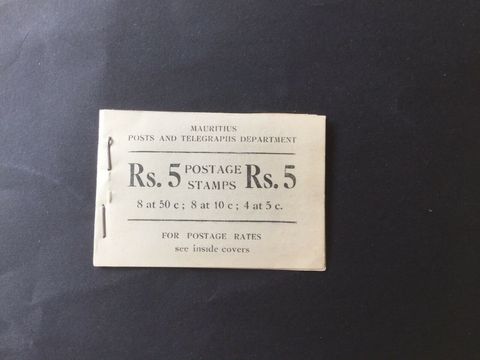 MAURITIUS
POSTS AND TELEGRAPHS DEPARTMENT
Rs. 5 POSTAGE STAMPS Rs. 5
8 at 50 c ; 8 at 10 c ; 4 at 5 c.
FOR POSTAGE RATES
see inside covers